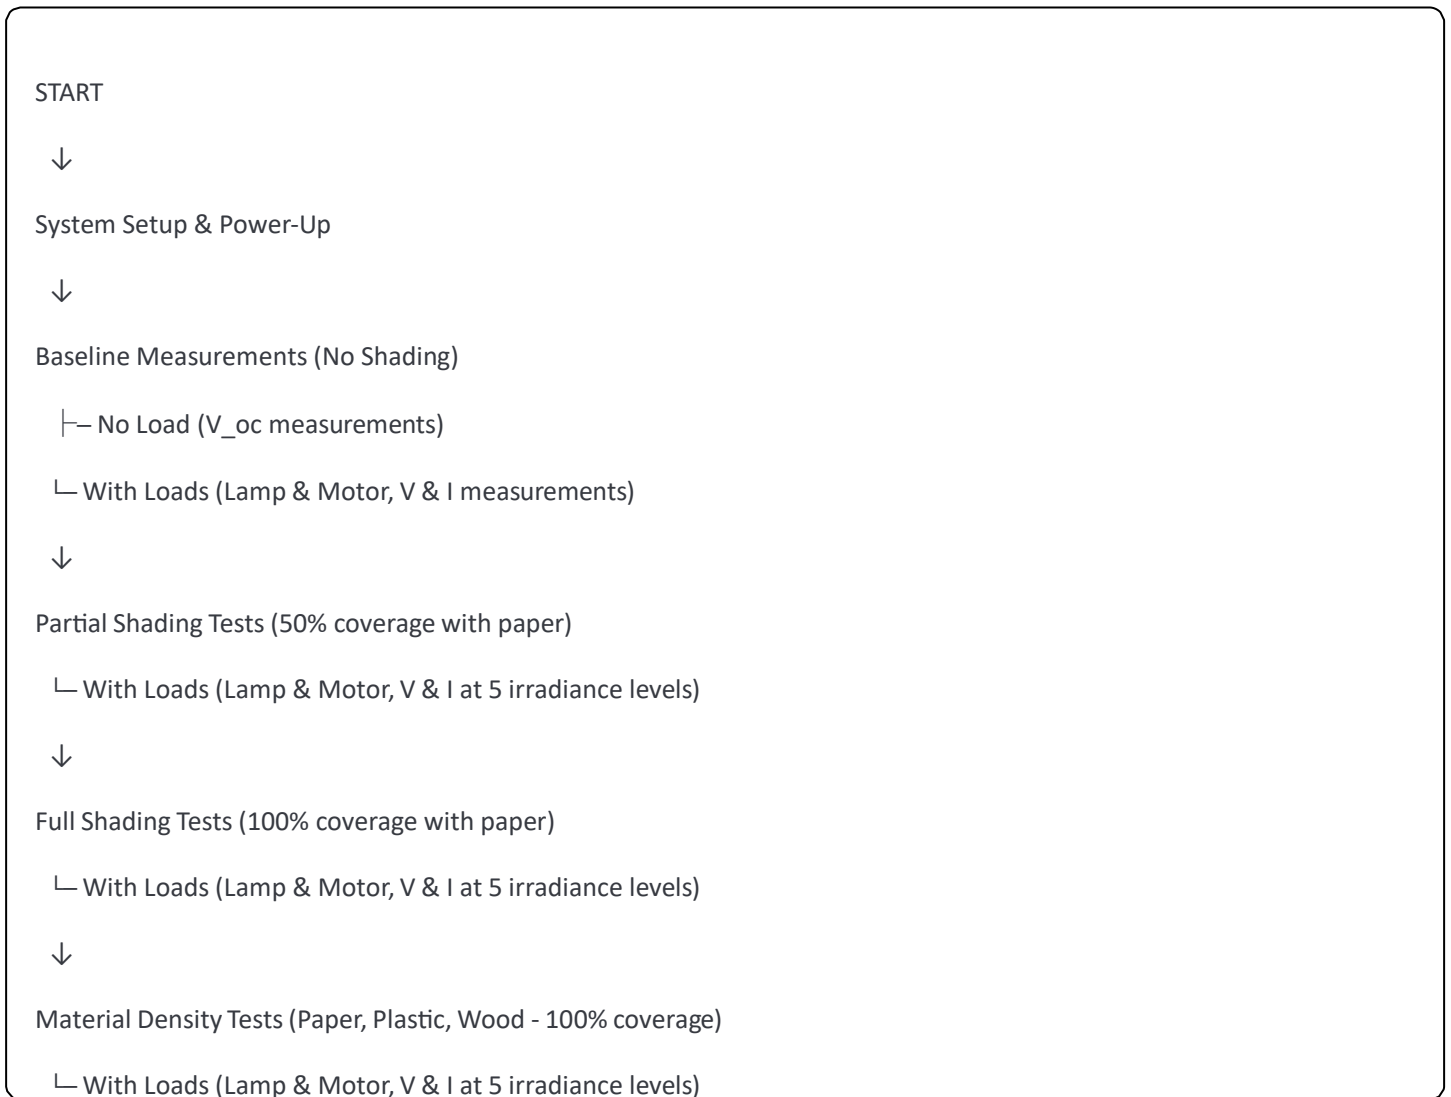 START
↓
System Setup & Power-Up
↓
Baseline Measurements (No Shading)
├─ No Load (V_oc measurements)
└─ With Loads (Lamp & Motor, V & I measurements)
↓
Partial Shading Tests (50% coverage with paper)
└─ With Loads (Lamp & Motor, V & I at 5 irradiance levels)
↓
Full Shading Tests (100% coverage with paper)
└─ With Loads (Lamp & Motor, V & I at 5 irradiance levels)
↓
Material Density Tests (Paper, Plastic, Wood - 100% coverage)
└─ With Loads (Lamp & Motor, V & I at 5 irradiance levels)